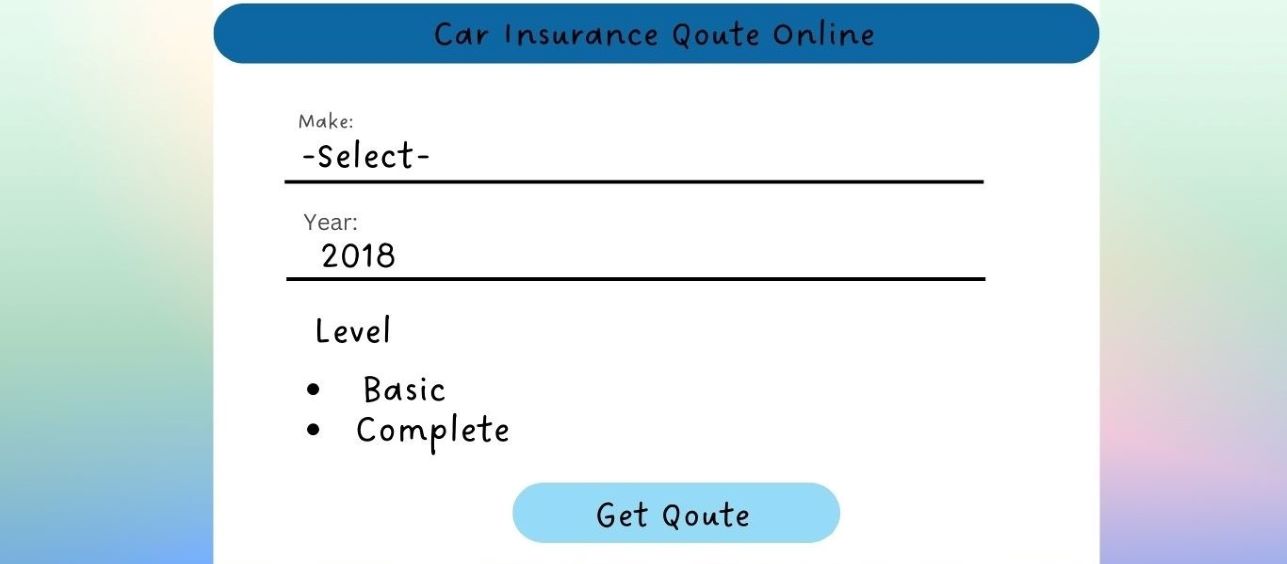 Car Insurance Qoute Online
Make:
-Select-
Year:
2018
Level
• Basic
• Complete
Get Qoute